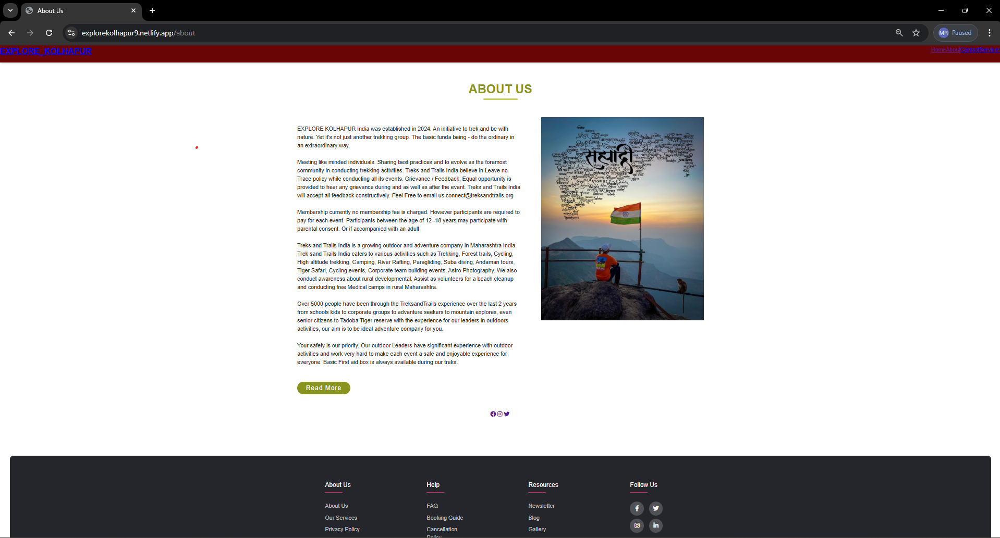 About Us
explorekolhapur9.netlify.app/about
MR
Paused
EXPLORE_KOLHAPUR
Home About Contact Services
ABOUT US
EXPLORE KOLHAPUR India was established in 2024. An initiative to trek and be with
nature. Yet it's not just another trekking group. The basic funda being - do the ordinary in
an extraordinary way.
Meeting like minded individuals. Sharing best practices and to evolve as the foremost
community in conducting trekking activities. Treks and Trails India believe in Leave no
Trace policy while conducting all its events. Grievance / Feedback: Equal opportunity is
provided to hear any grievance during and as well as after the event. Treks and Trails India
will accept all feedback constructively. Feel Free to email us connect@treksandtrails.org
Membership currently no membership fee is charged. However participants are required to
pay for each event. Participants between the age of 12 -18 years may participate with
parental consent. Or if accompanied with an adult.
Treks and Trails India is a growing outdoor and adventure company in Maharashtra India.
Trek sand Trails India caters to various activities such as Trekking, Forest trails, Cycling,
High altitude trekking, Camping, River Rafting, Paragliding, Suba diving, Andaman tours,
Tiger Safari, Cycling events, Corporate team building events, Astro Photography. We also
conduct awareness about rural developmental. Assist as volunteers for a beach cleanup
and conducting free Medical camps in rural Maharashtra.
Over 5000 people have been through the TreksandTrails experience over the last 2 years
from schools kids to corporate groups to adventure seekers to mountain explores, even
senior citizens to Tadoba Tiger reserve with the experience for our leaders in outdoors
activities, our aim is to be ideal adventure company for you.
Your safety is our priority, Our outdoor Leaders have significant experience with outdoor
activities and work very hard to make each event a safe and enjoyable experience for
everyone. Basic First aid box is always available during our treks.
Read More
सह्याद्री
About Us
About Us
Our Services
Privacy Policy
Help
FAQ
Booking Guide
Cancellation
Policy
Resources
Newsletter
Blog
Gallery
Follow Us